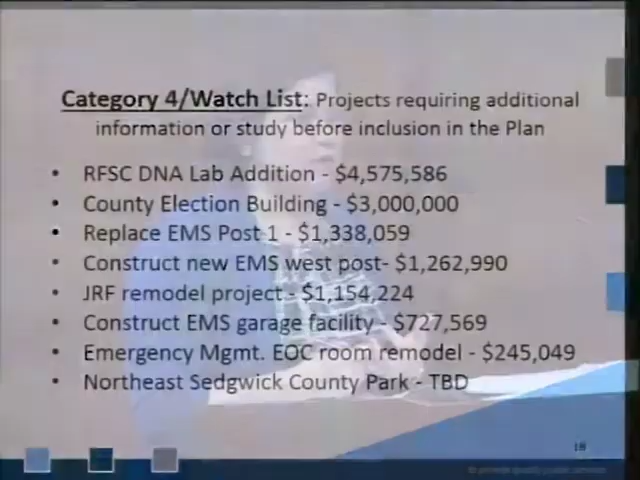 Category 4/Watch List: Projects requiring additional
information or study before inclusion in the Plan
• RFSC DNA Lab Addition - $4,575,586
• County Election Building - $3,000,000
• Replace EMS Post 1 - $1,338,059
• Construct new EMS west post- $1,262,990
• JRF remodel project - $1,154,224
• Construct EMS garage facility - $727,569
• Emergency Mgmt. EOC room remodel - $245,049
• Northeast Sedgwick County Park - TBD
18